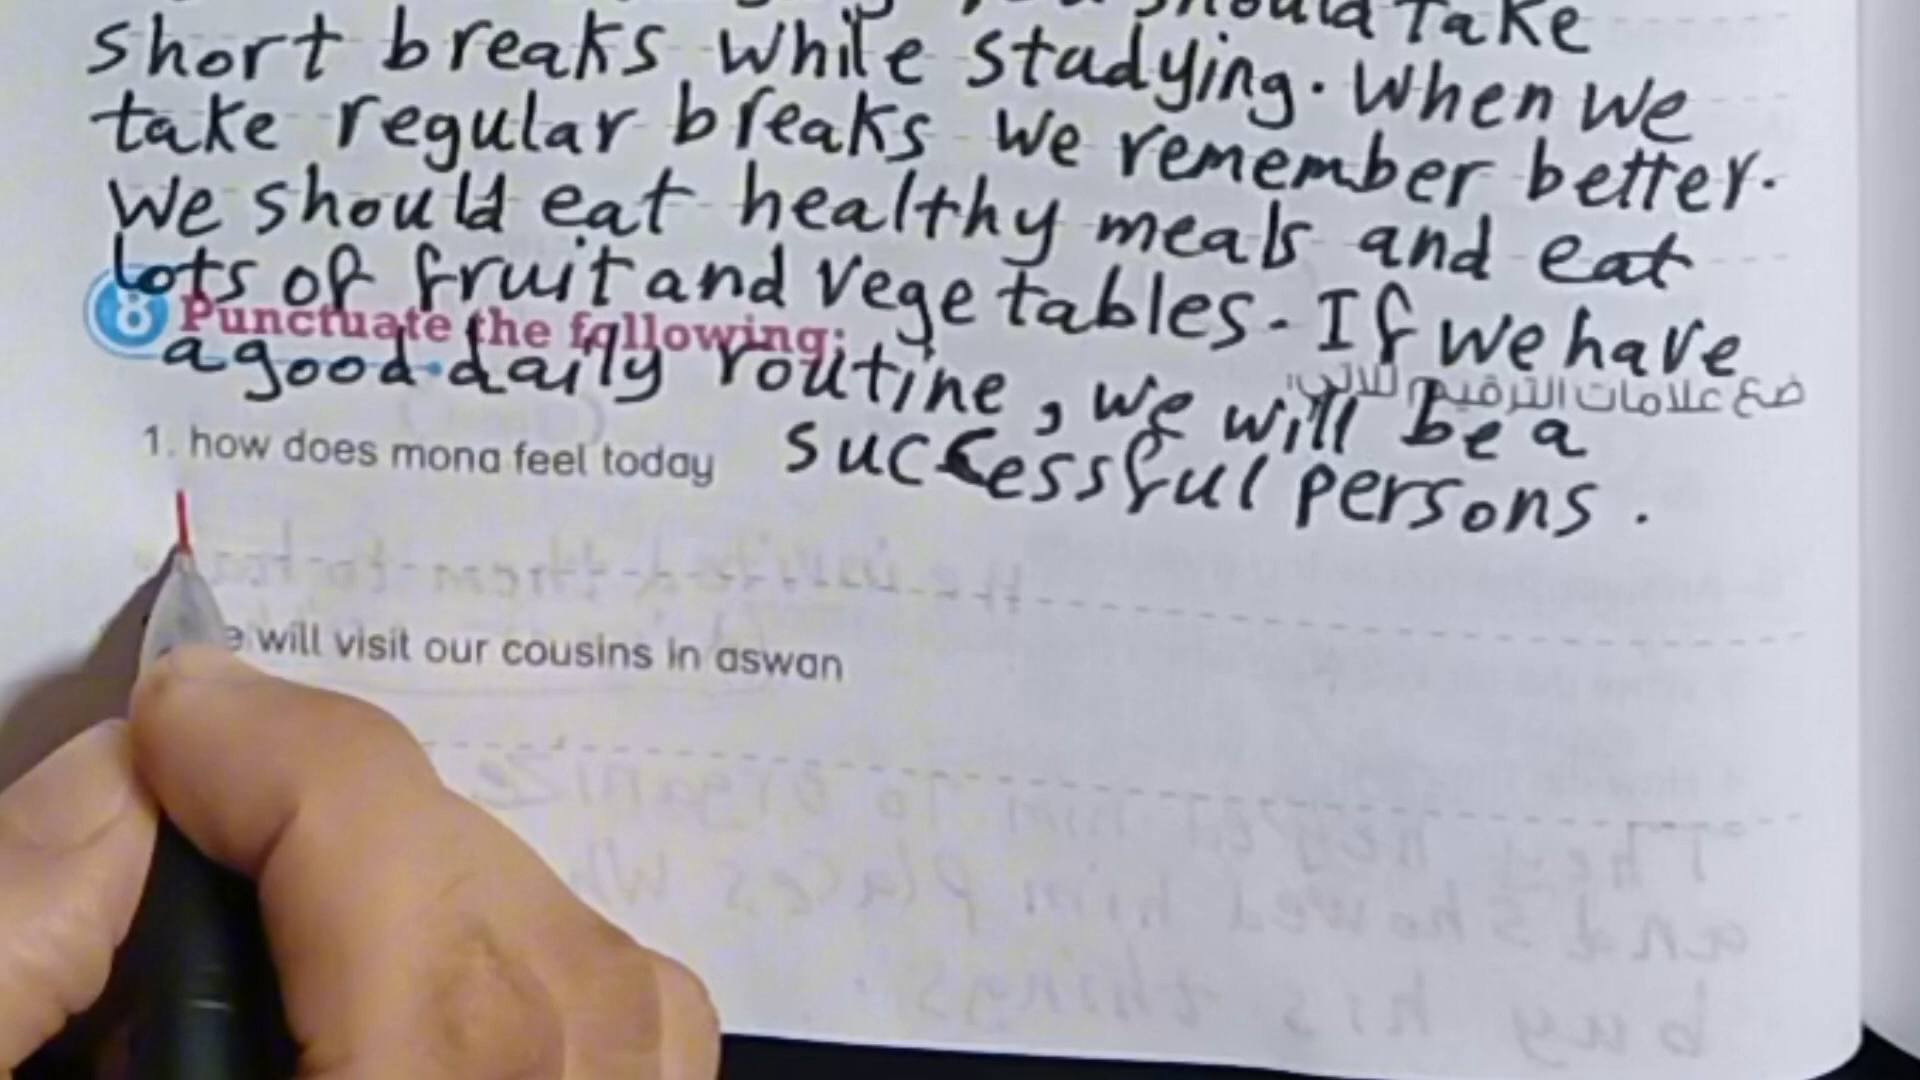 should take
short breaks while studying. When we
take regular breaks we remember better.
We should eat healthy meals and eat
lots of fruit and vegetables. If we have
8 Punctuate the following:
a good daily routine, we will be a
ضع علامات الترقيم للآتي:
1. how does mona feel today
successful persons.
will visit our cousins in aswan